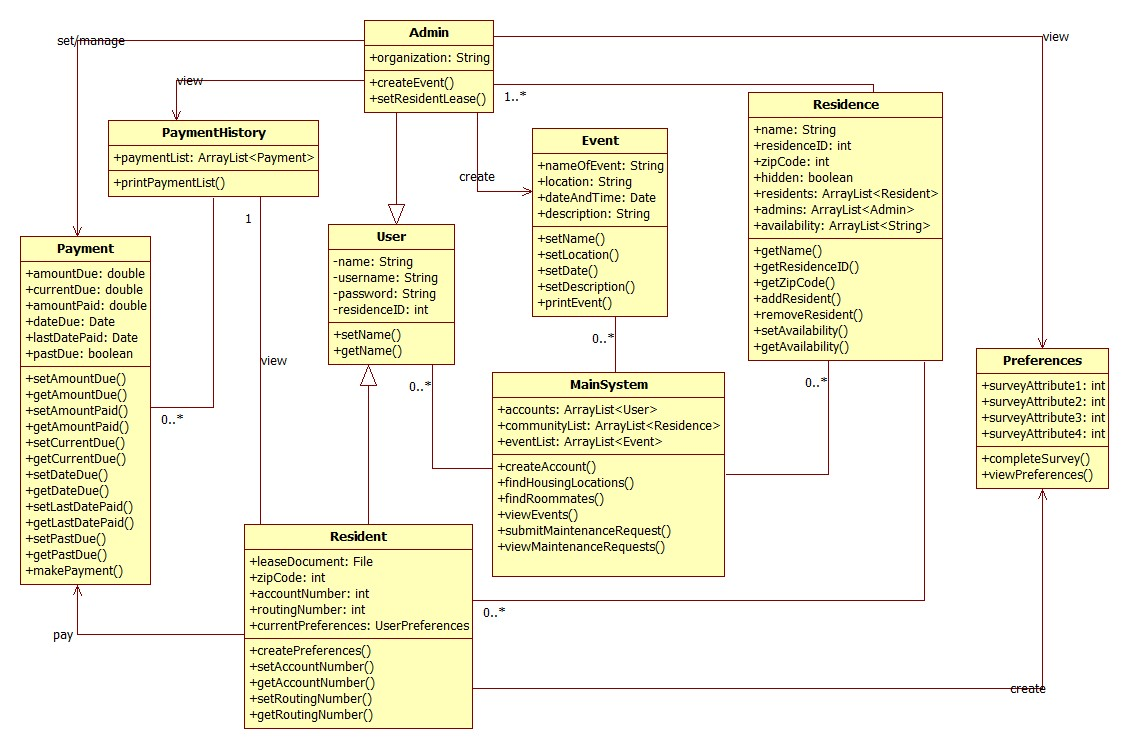 Admin
+organization: String
+createEvent()
+setResidentLease()
set/manage
view
view
1..*
PaymentHistory
+paymentList: ArrayList<Payment>
+printPaymentList()
1
create
Event
+nameOfEvent: String
+location: String
+dateAndTime: Date
+description: String
+setName()
+setLocation()
+setDate()
+setDescription()
+printEvent()
0..*
Residence
+name: String
+residenceID: int
+zipCode: int
+hidden: boolean
+residents: ArrayList<Resident>
+admins: ArrayList<Admin>
+availability: ArrayList<String>
+getName()
+getResidenceID()
+getZipCode()
+addResident()
+removeResident()
+setAvailability()
+getAvailability()
0..*
User
-name: String
-username: String
-password: String
-residenceID: int
+setName()
+getName()
0..*
Payment
+amountDue: double
+currentDue: double
+amountPaid: double
+dateDue: Date
+lastDatePaid: Date
+pastDue: boolean
+setAmountDue()
+getAmountDue()
+setAmountPaid()
+getAmountPaid()
+setCurrentDue()
+getCurrentDue()
+setDateDue()
+getDateDue()
+setLastDatePaid()
+getLastDatePaid()
+setPastDue()
+getPastDue()
+makePayment()
0..*
view
MainSystem
+accounts: ArrayList<User>
+communityList: ArrayList<Residence>
+eventList: ArrayList<Event>
+createAccount()
+findHousingLocations()
+findRoommates()
+viewEvents()
+submitMaintenanceRequest()
+viewMaintenanceRequests()
Preferences
+surveyAttribute1: int
+surveyAttribute2: int
+surveyAttribute3: int
+surveyAttribute4: int
+completeSurvey()
+viewPreferences()
Resident
+leaseDocument: File
+zipCode: int
+accountNumber: int
+routingNumber: int
+currentPreferences: UserPreferences
+createPreferences()
+setAccountNumber()
+getAccountNumber()
+setRoutingNumber()
+getRoutingNumber()
0..*
pay
create